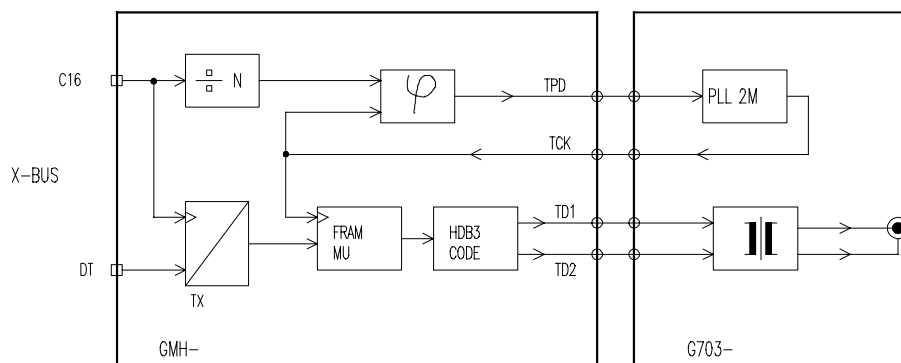 C16
÷ N
φ
TPD
PLL 2M
TCK
X-BUS
TD1
FRAM
MU
HDB3
CODE
DT
TD2
TX
GMH-
G703-